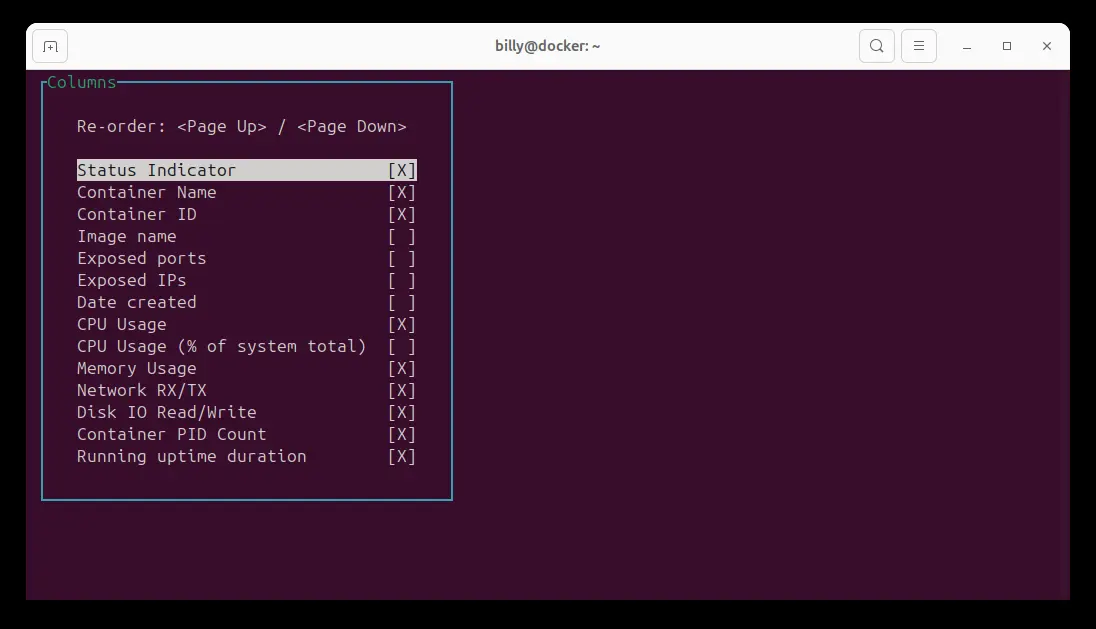 billy@docker: ~
Columns
Re-order: <Page Up> / <Page Down>
Status Indicator [X]
Container Name [X]
Container ID [X]
Image name [ ]
Exposed ports [ ]
Exposed IPs [ ]
Date created [ ]
CPU Usage [X]
CPU Usage (% of system total) [ ]
Memory Usage [X]
Network RX/TX [X]
Disk IO Read/Write [X]
Container PID Count [X]
Running uptime duration [X]